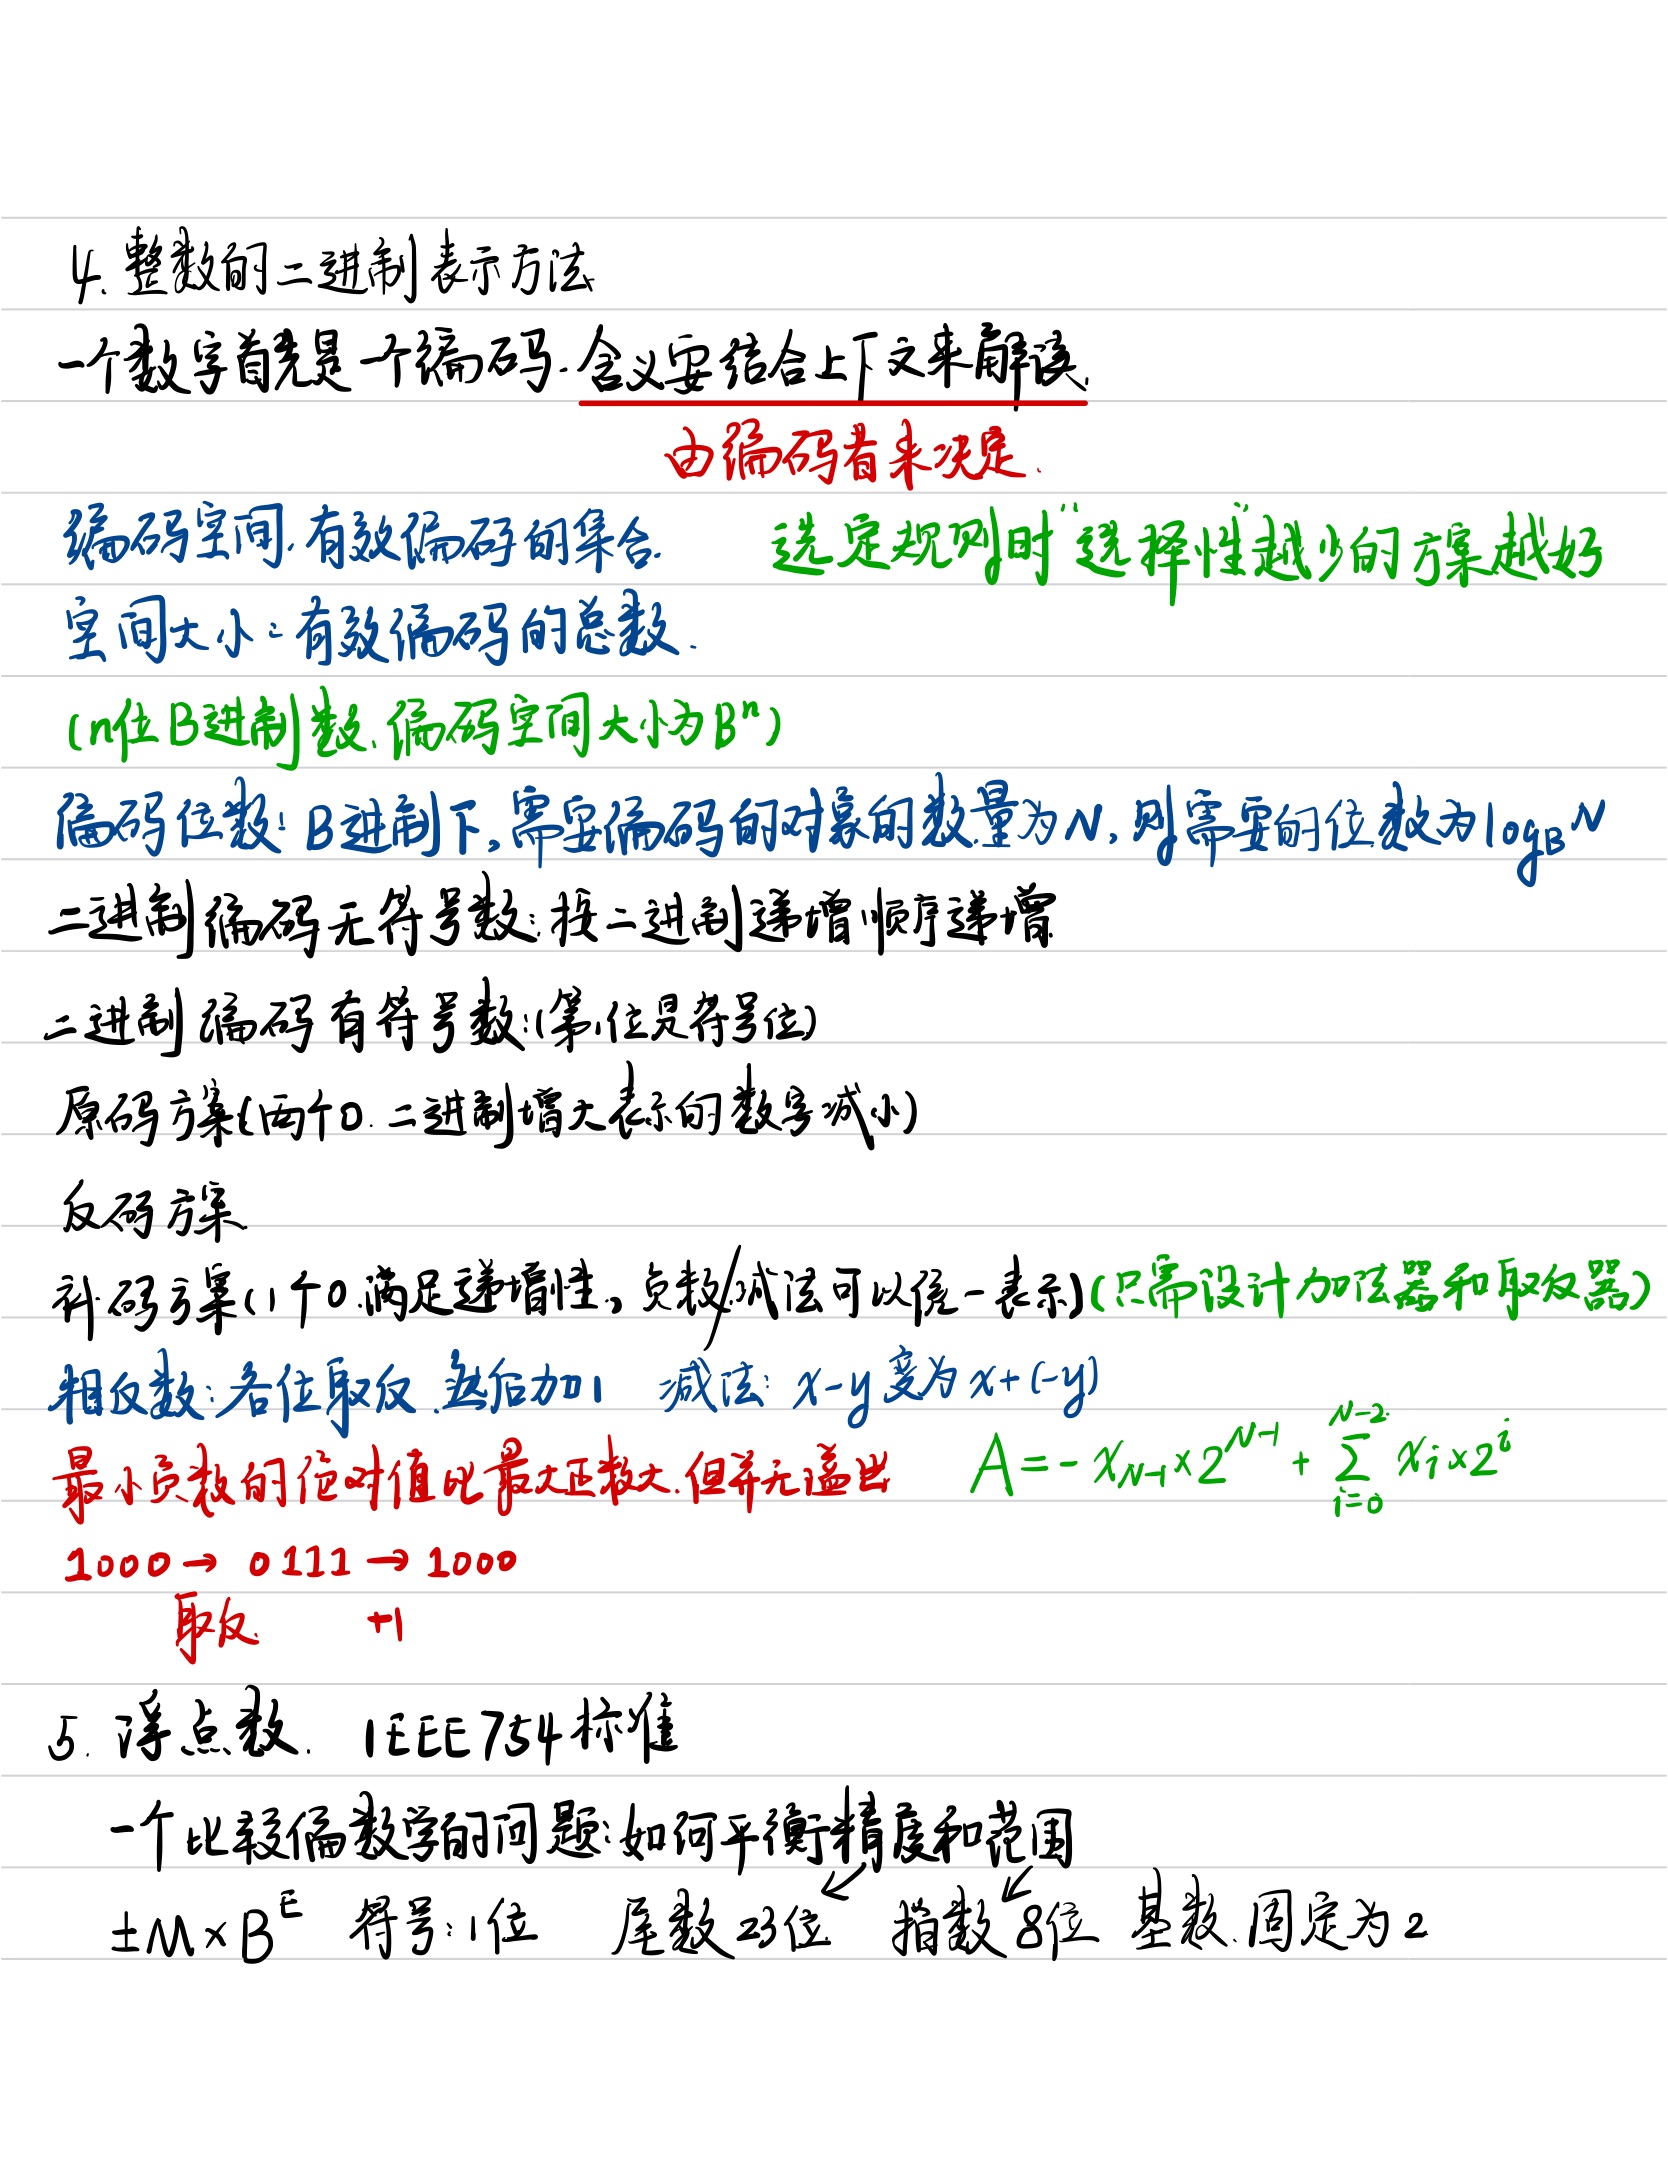 4. 整数的二进制表示方法
一个数字首先是一个编码. 含义要结合上下文来解读.
由编码者来决定.
编码空间. 有效编码的集合. 选定规则时"选择性"越少的方案越好
空间大小: 有效编码的总数.
(n位B进制数. 编码空间大小为Bⁿ)
编码位数: B进制下, 需要编码的对象的数量为N, 则需要的位数为log_B N
二进制编码无符号数: 按二进制递增顺序递增
二进制编码有符号数: (第1位是符号位)
原码方案(两个0. 二进制增大表示的数字减小)
反码方案
补码方案(1个0.满足递增性, 负数/减法可以统一表示)(只需设计加法器和取反器)
相反数: 各位取反.然后加1 减法: x-y变为x+(-y)
最小负数的绝对值比最大正数大.但并无溢出 A = - x_{N-1} × 2^{N-1} + \sum_{i=0}^{N-2} x_i × 2^i
1000 → 0111 → 1000
取反. +1
5. 浮点数. IEEE754标准
一个比较偏数学的问题: 如何平衡精度和范围
±M×B^E 符号: 1位 尾数23位 指数8位 基数.固定为2